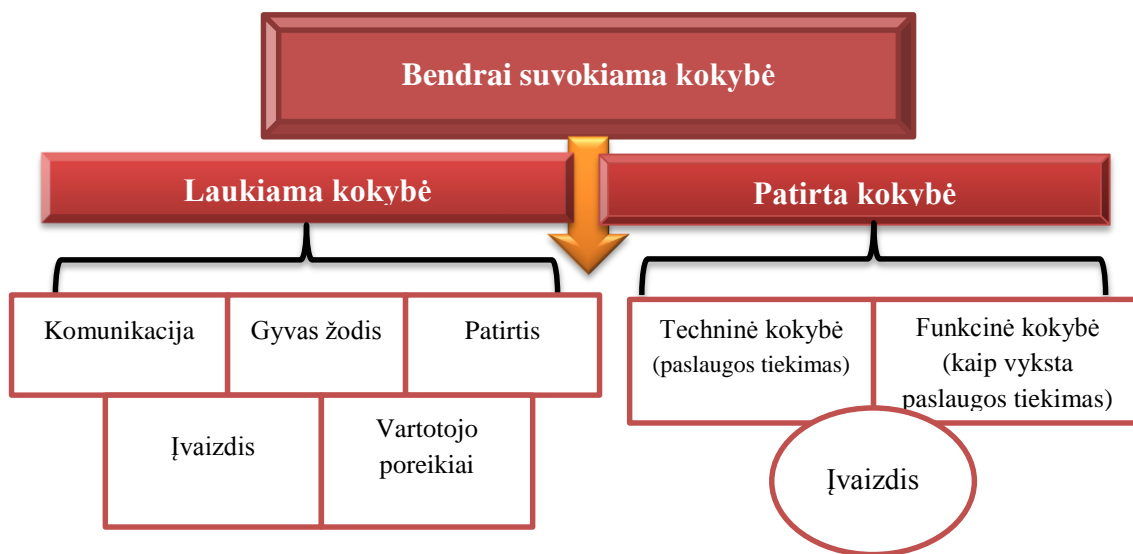 Bendrai suvokiama kokybė
Laukiama kokybė
Patirta kokybė
Komunikacija
Gyvas žodis
Patirtis
Įvaizdis
Vartotojo
poreikiai
Techninė kokybė
(paslaugos tiekimas)
Funkcinė kokybė
(kaip vyksta
paslaugos tiekimas)
Įvaizdis